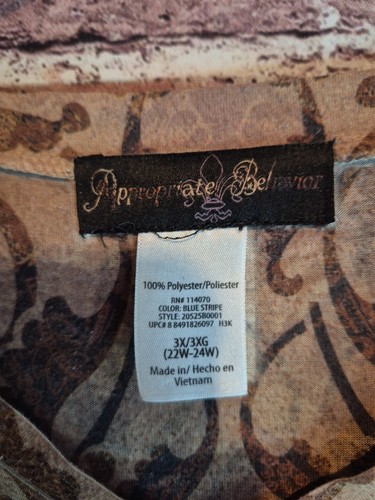 Appropriate Behavior
100% Polyester/Poliester
RN# 114070
COLOR: BLUE STRIPE
STYLE: 20525B0001
UPC# 8 8491826097 H3K
3X/3XG
(22W-24W)
Made in/ Hecho en
Vietnam